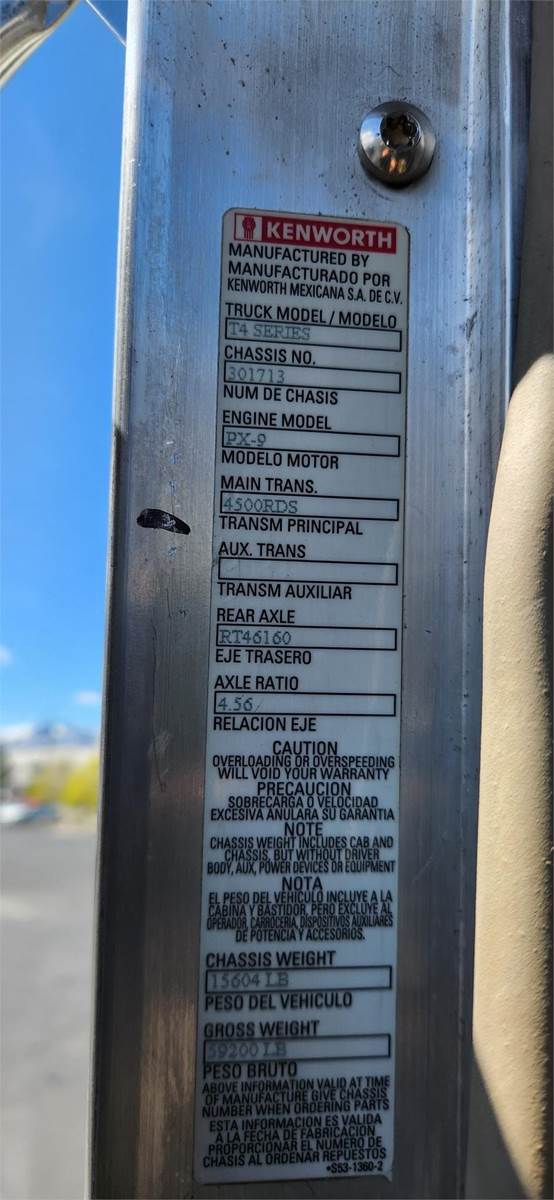 KENWORTH
MANUFACTURED BY
MANUFACTURADO POR
KENWORTH MEXICANA S.A. DE C.V.
TRUCK MODEL / MODELO
T4 SERIES
CHASSIS NO.
301713
NUM DE CHASIS
ENGINE MODEL
PX-9
MODELO MOTOR
MAIN TRANS.
4500RDS
TRANSM PRINCIPAL
AUX. TRANS
TRANSM AUXILIAR
REAR AXLE
RT46160
EJE TRASERO
AXLE RATIO
4.56
RELACION EJE
CAUTION
OVERLOADING OR OVERSPEEDING
WILL VOID YOUR WARRANTY
PRECAUCION
SOBRECARGA O VELOCIDAD
EXCESIVA ANULARA SU GARANTIA
NOTE
CHASSIS WEIGHT INCLUDES CAB AND
CHASSIS, BUT WITHOUT DRIVER
BODY, AUX, POWER DEVICES OR EQUIPMENT
NOTA
EL PESO DEL VEHICULO INCLUYE A LA
CABINA Y BASTIDOR, PERO EXCLUYE AL
OPERADOR, CARROCERIA, DISPOSITIVOS AUXILIARES
DE POTENCIA Y ACCESORIOS.
CHASSIS WEIGHT
15604 LB
PESO DEL VEHICULO
GROSS WEIGHT
59200 LB
PESO BRUTO
ABOVE INFORMATION VALID AT TIME
OF MANUFACTURE GIVE CHASSIS
NUMBER WHEN ORDERING PARTS
ESTA INFORMACION ES VALIDA
A LA FECHA DE FABRICACION
PROPORCIONAR EL NUMERO DE
CHASIS AL ORDENAR REPUESTOS
•S53-1360-2